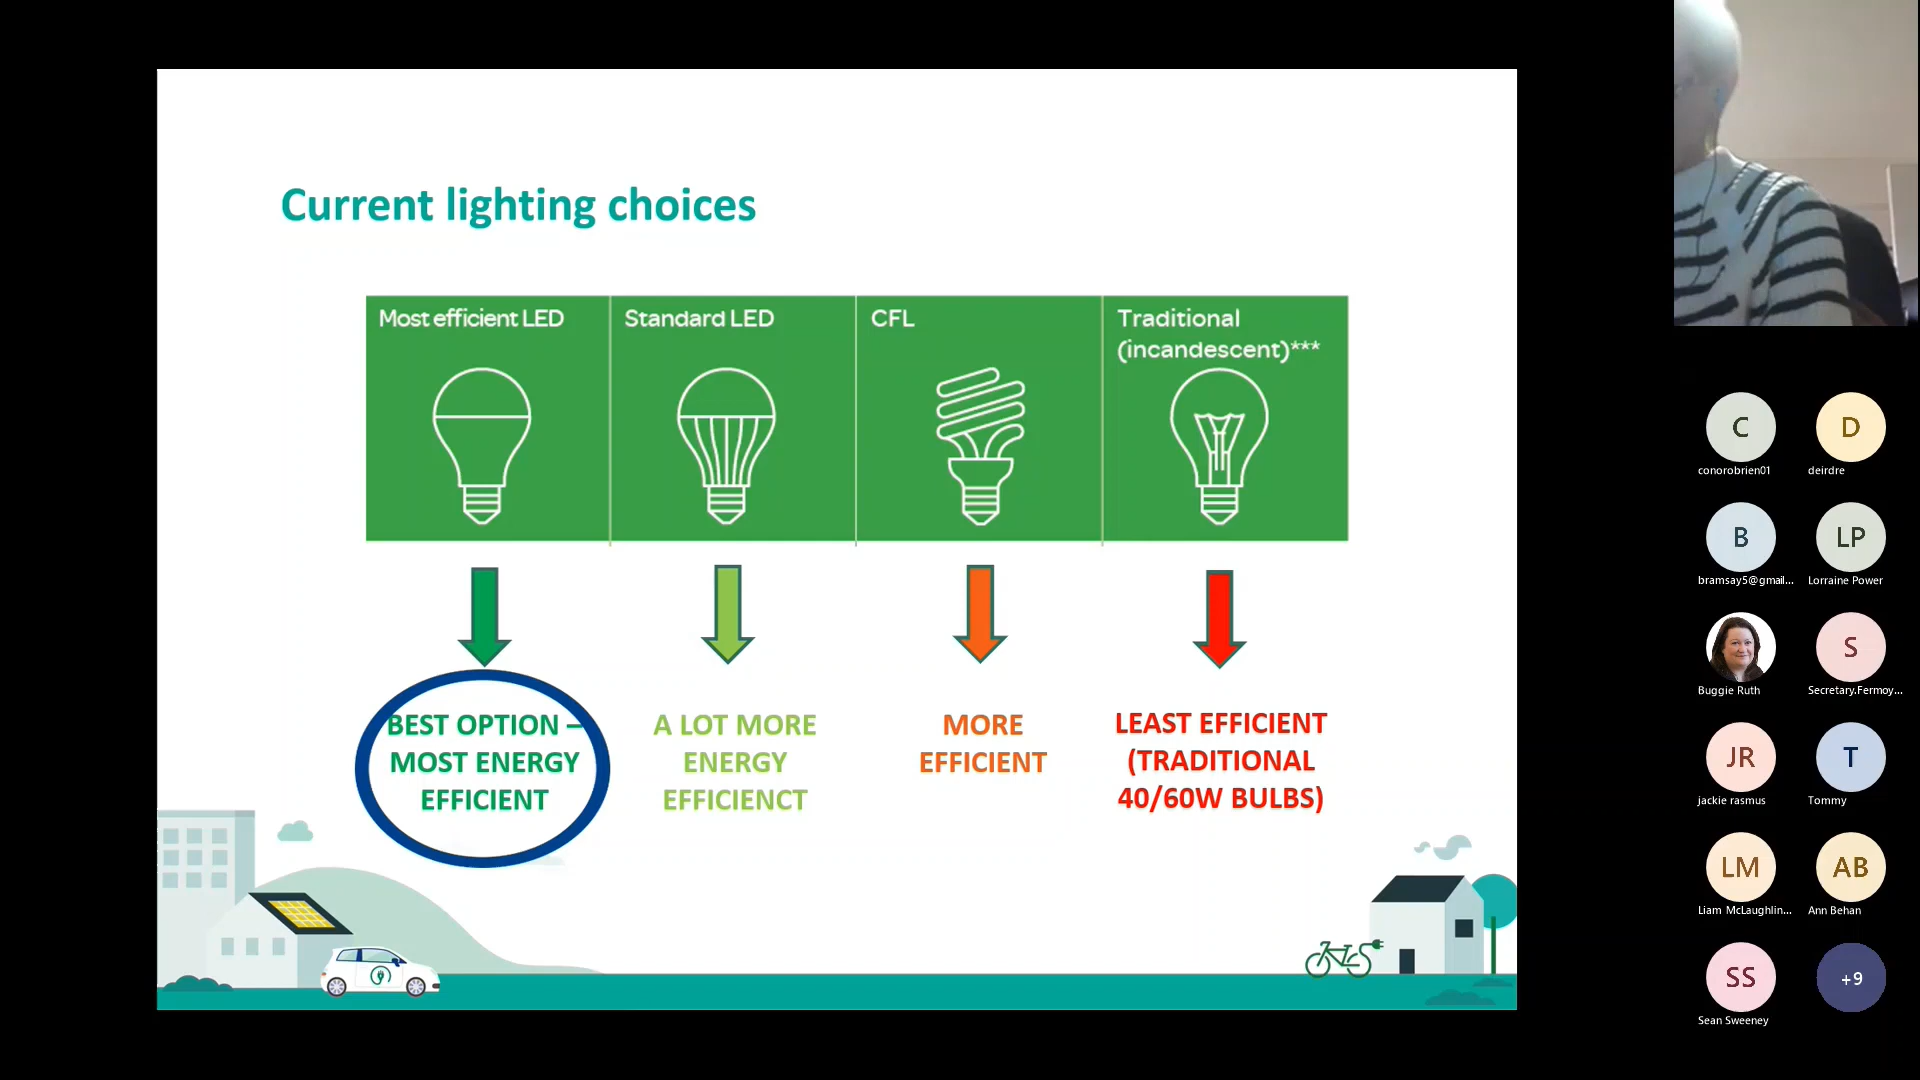 Current lighting choices
Most efficient LED
Standard LED
CFL
Traditional
(incandescent)***
BEST OPTION –
MOST ENERGY
EFFICIENT
A LOT MORE
ENERGY
EFFICIENCT
MORE
EFFICIENT
LEAST EFFICIENT
(TRADITIONAL
40/60W BULBS)
C
conorobrien01
D
deirdre
B
bramsay5@gmail...
LP
Lorraine Power
Buggie Ruth
S
Secretary.Fermoy...
JR
jackie rasmus
T
Tommy
LM
Liam McLaughlin...
AB
Ann Behan
SS
Sean Sweeney
+9